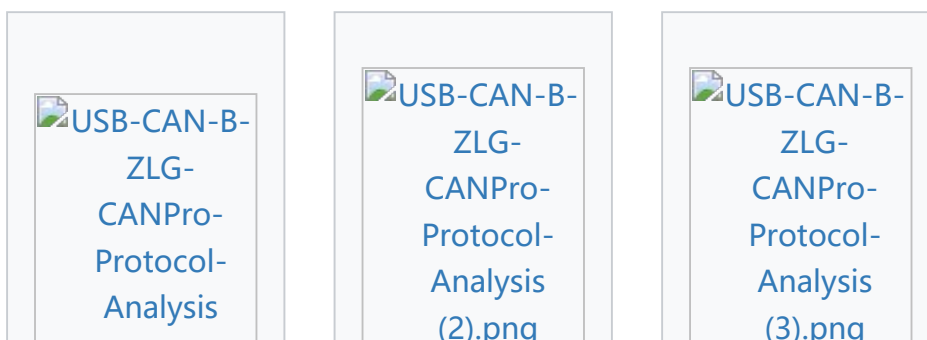 USB-CAN-B-
ZLG-
CANPro-
Protocol-
Analysis
USB-CAN-B-
ZLG-
CANPro-
Protocol-
Analysis
(2).png
USB-CAN-B-
ZLG-
CANPro-
Protocol-
Analysis
(3).png